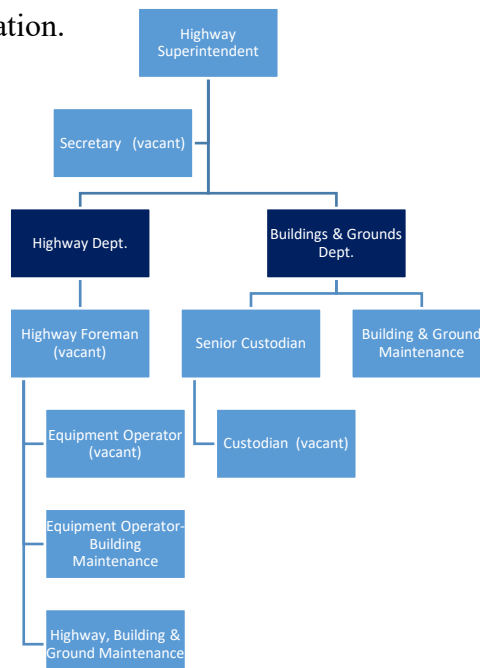 ation.
Highway
Superintendent
Secretary (vacant)
Highway Dept.
Buildings & Grounds
Dept.
Highway Foreman
(vacant)
Senior Custodian
Building & Ground
Maintenance
Equipment Operator
(vacant)
Custodian (vacant)
Equipment Operator-
Building
Maintenance
Highway, Building &
Ground Maintenance